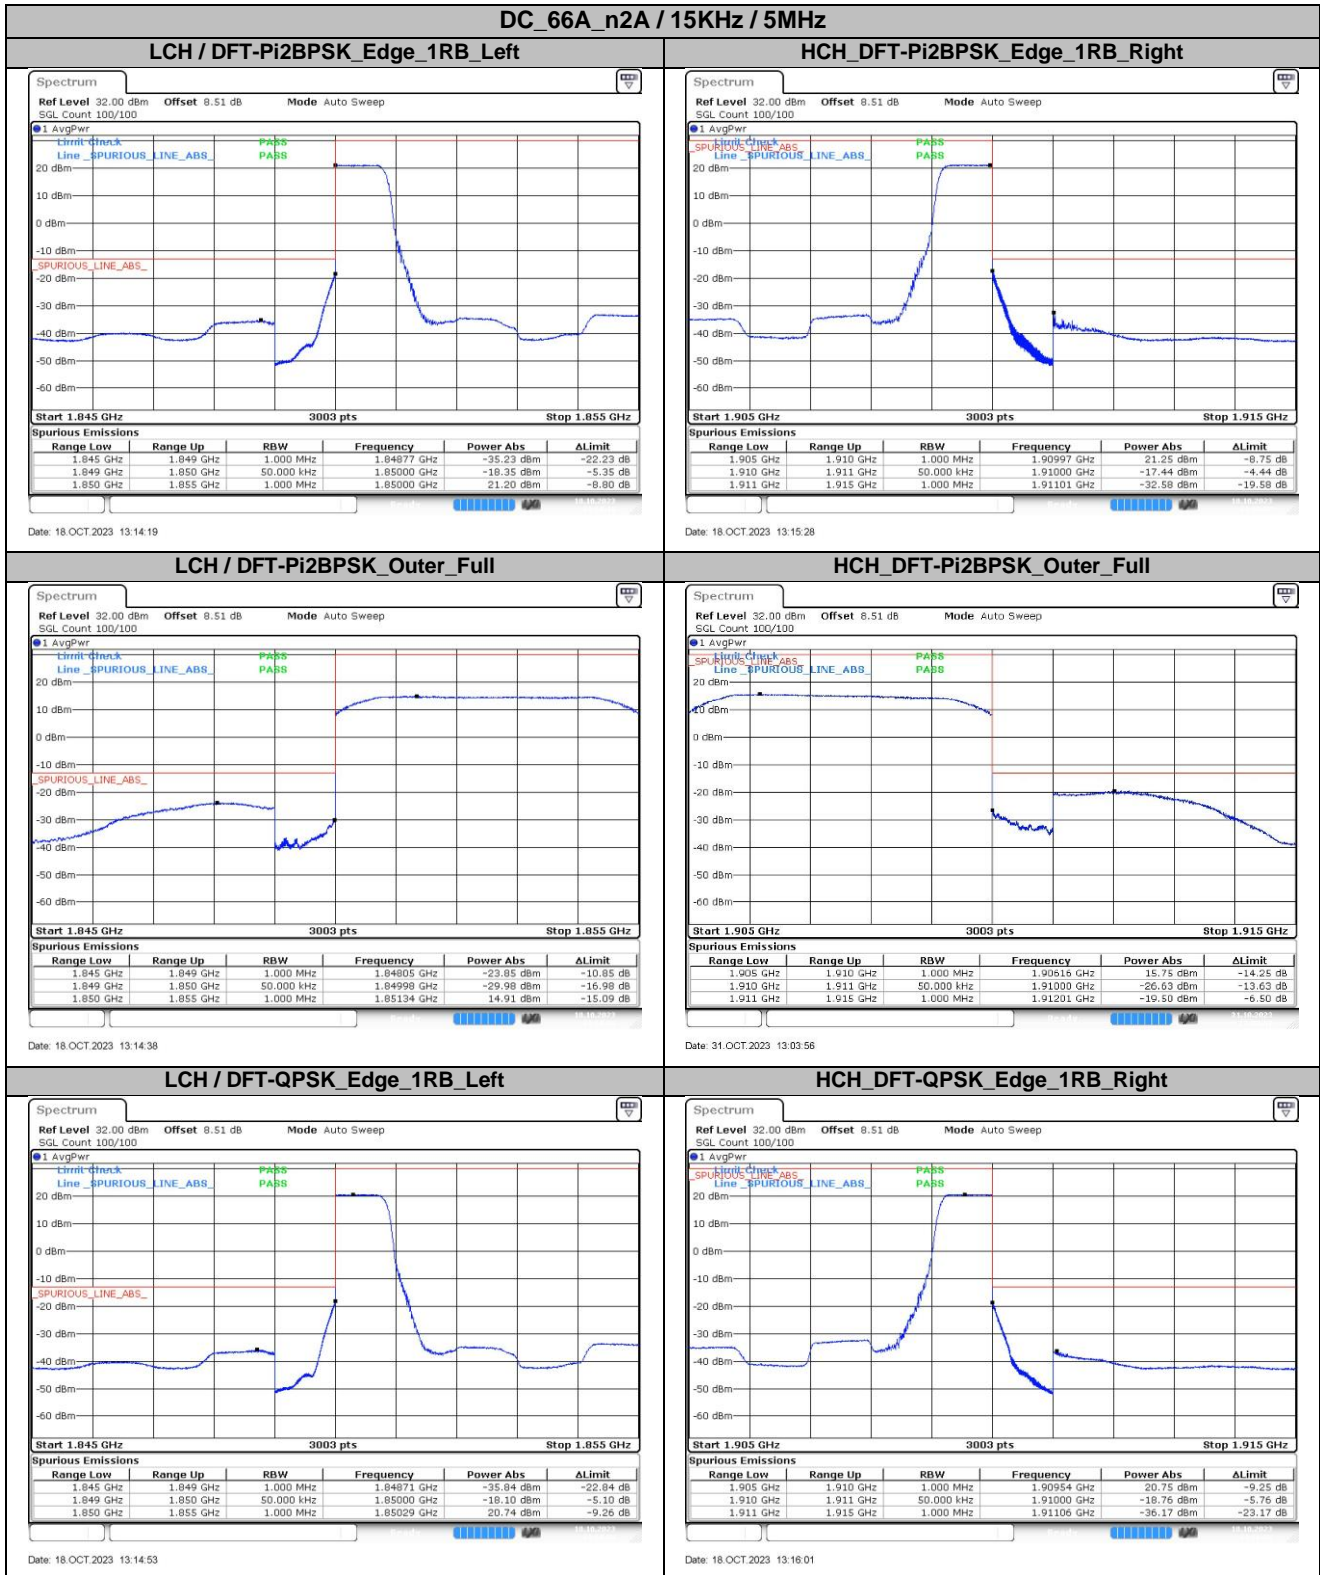 DC_66A_n2A / 15KHz / 5MHz
LCH / DFT-Pi2BPSK_Edge_1RB_Left
HCH_DFT-Pi2BPSK_Edge_1RB_Right
Spectrum
Ref Level 32.00 dBm Offset 8.51 dB Mode Auto Sweep
SGL Count 100/100
1 AvgPwr
Limit Check PASS
Line _SPURIOUS_LINE_ABS_ PASS
20 dBm
10 dBm
0 dBm
-10 dBm
_SPURIOUS_LINE_ABS_
-20 dBm
-30 dBm
-40 dBm
-50 dBm
-60 dBm
Start 1.845 GHz 3003 pts Stop 1.855 GHz
Spurious Emissions
Range Low Range Up RBW Frequency Power Abs ΔLimit
1.845 GHz 1.849 GHz 1.000 MHz 1.84877 GHz -35.23 dBm -22.23 dB
1.849 GHz 1.850 GHz 50.000 kHz 1.85000 GHz -18.35 dBm -5.35 dB
1.850 GHz 1.855 GHz 1.000 MHz 1.85000 GHz 21.20 dBm -8.80 dB
Date: 18.OCT.2023 13:14:19
Spectrum
Ref Level 32.00 dBm Offset 8.51 dB Mode Auto Sweep
SGL Count 100/100
1 AvgPwr
Limit Check PASS
_SPURIOUS_LINE_ABS_
Line _SPURIOUS_LINE_ABS_ PASS
20 dBm
10 dBm
0 dBm
-10 dBm
-20 dBm
-30 dBm
-40 dBm
-50 dBm
-60 dBm
Start 1.905 GHz 3003 pts Stop 1.915 GHz
Spurious Emissions
Range Low Range Up RBW Frequency Power Abs ΔLimit
1.905 GHz 1.910 GHz 1.000 MHz 1.90997 GHz 21.25 dBm -8.75 dB
1.910 GHz 1.911 GHz 50.000 kHz 1.91000 GHz -17.44 dBm -4.44 dB
1.911 GHz 1.915 GHz 1.000 MHz 1.91101 GHz -32.58 dBm -19.58 dB
Date: 18.OCT.2023 13:15:28
LCH / DFT-Pi2BPSK_Outer_Full
HCH_DFT-Pi2BPSK_Outer_Full
Spectrum
Ref Level 32.00 dBm Offset 8.51 dB Mode Auto Sweep
SGL Count 100/100
1 AvgPwr
Limit Check PASS
Line _SPURIOUS_LINE_ABS_ PASS
20 dBm
10 dBm
0 dBm
-10 dBm
_SPURIOUS_LINE_ABS_
-20 dBm
-30 dBm
-40 dBm
-50 dBm
-60 dBm
Start 1.845 GHz 3003 pts Stop 1.855 GHz
Spurious Emissions
Range Low Range Up RBW Frequency Power Abs ΔLimit
1.845 GHz 1.849 GHz 1.000 MHz 1.84805 GHz -23.85 dBm -10.85 dB
1.849 GHz 1.850 GHz 50.000 kHz 1.84998 GHz -29.98 dBm -16.98 dB
1.850 GHz 1.855 GHz 1.000 MHz 1.85134 GHz 14.91 dBm -15.09 dB
Date: 18.OCT.2023 13:14:38
Spectrum
Ref Level 32.00 dBm Offset 8.51 dB Mode Auto Sweep
SGL Count 100/100
1 AvgPwr
Limit Check PASS
_SPURIOUS_LINE_ABS_
Line _SPURIOUS_LINE_ABS_ PASS
20 dBm
10 dBm
0 dBm
-10 dBm
-20 dBm
-30 dBm
-40 dBm
-50 dBm
-60 dBm
Start 1.905 GHz 3003 pts Stop 1.915 GHz
Spurious Emissions
Range Low Range Up RBW Frequency Power Abs ΔLimit
1.905 GHz 1.910 GHz 1.000 MHz 1.90616 GHz 15.75 dBm -14.25 dB
1.910 GHz 1.911 GHz 50.000 kHz 1.91000 GHz -26.63 dBm -13.63 dB
1.911 GHz 1.915 GHz 1.000 MHz 1.91201 GHz -19.50 dBm -6.50 dB
Date: 31.OCT.2023 13:03:56
LCH / DFT-QPSK_Edge_1RB_Left
HCH_DFT-QPSK_Edge_1RB_Right
Spectrum
Ref Level 32.00 dBm Offset 8.51 dB Mode Auto Sweep
SGL Count 100/100
1 AvgPwr
Limit Check PASS
Line _SPURIOUS_LINE_ABS_ PASS
20 dBm
10 dBm
0 dBm
-10 dBm
_SPURIOUS_LINE_ABS_
-20 dBm
-30 dBm
-40 dBm
-50 dBm
-60 dBm
Start 1.845 GHz 3003 pts Stop 1.855 GHz
Spurious Emissions
Range Low Range Up RBW Frequency Power Abs ΔLimit
1.845 GHz 1.849 GHz 1.000 MHz 1.84871 GHz -35.84 dBm -22.84 dB
1.849 GHz 1.850 GHz 50.000 kHz 1.85000 GHz -18.10 dBm -5.10 dB
1.850 GHz 1.855 GHz 1.000 MHz 1.85029 GHz 20.74 dBm -9.26 dB
Date: 18.OCT.2023 13:14:53
Spectrum
Ref Level 32.00 dBm Offset 8.51 dB Mode Auto Sweep
SGL Count 100/100
1 AvgPwr
Limit Check PASS
_SPURIOUS_LINE_ABS_
Line _SPURIOUS_LINE_ABS_ PASS
20 dBm
10 dBm
0 dBm
-10 dBm
-20 dBm
-30 dBm
-40 dBm
-50 dBm
-60 dBm
Start 1.905 GHz 3003 pts Stop 1.915 GHz
Spurious Emissions
Range Low Range Up RBW Frequency Power Abs ΔLimit
1.905 GHz 1.910 GHz 1.000 MHz 1.90954 GHz 20.75 dBm -9.25 dB
1.910 GHz 1.911 GHz 50.000 kHz 1.91000 GHz -18.76 dBm -5.76 dB
1.911 GHz 1.915 GHz 1.000 MHz 1.91106 GHz -36.17 dBm -23.17 dB
Date: 18.OCT.2023 13:16:01